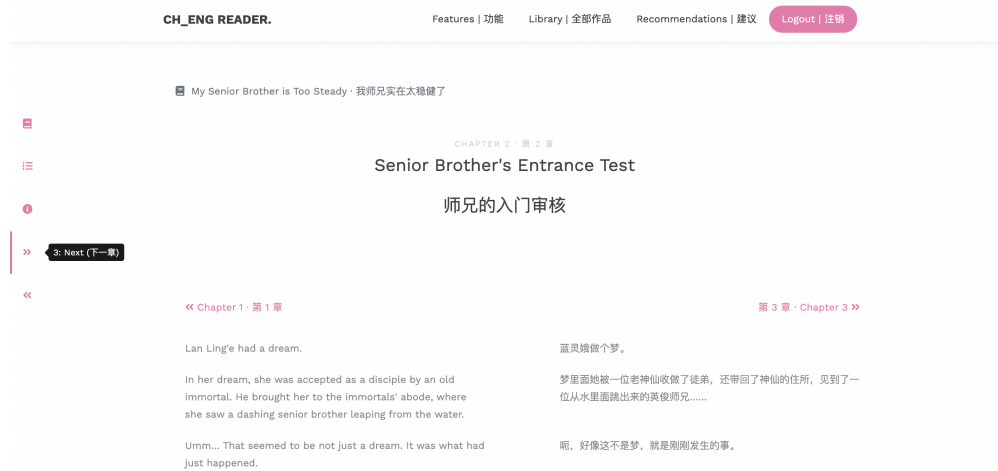 CH_ENG READER.
Features | 功能
Library | 全部作品
Recommendations | 建议
Logout | 注销
My Senior Brother is Too Steady · 我师兄实在太稳健了
CHAPTER 2 · 第 2 章
Senior Brother's Entrance Test
师兄的入门审核
3: Next (下一章)
Chapter 1 · 第 1 章
第 3 章 · Chapter 3
Lan Ling'e had a dream.
蓝灵娥做个梦。
In her dream, she was accepted as a disciple by an old
immortal. He brought her to the immortals' abode, where
she saw a dashing senior brother leaping from the water.
梦里面她被一位老神仙收做了徒弟，还带回了神仙的住所，见到了一
位从水里面跳出来的英俊师兄……
Umm... That seemed to be not just a dream. It was what had
just happened.
呃，好像这不是梦，就是刚刚发生的事。